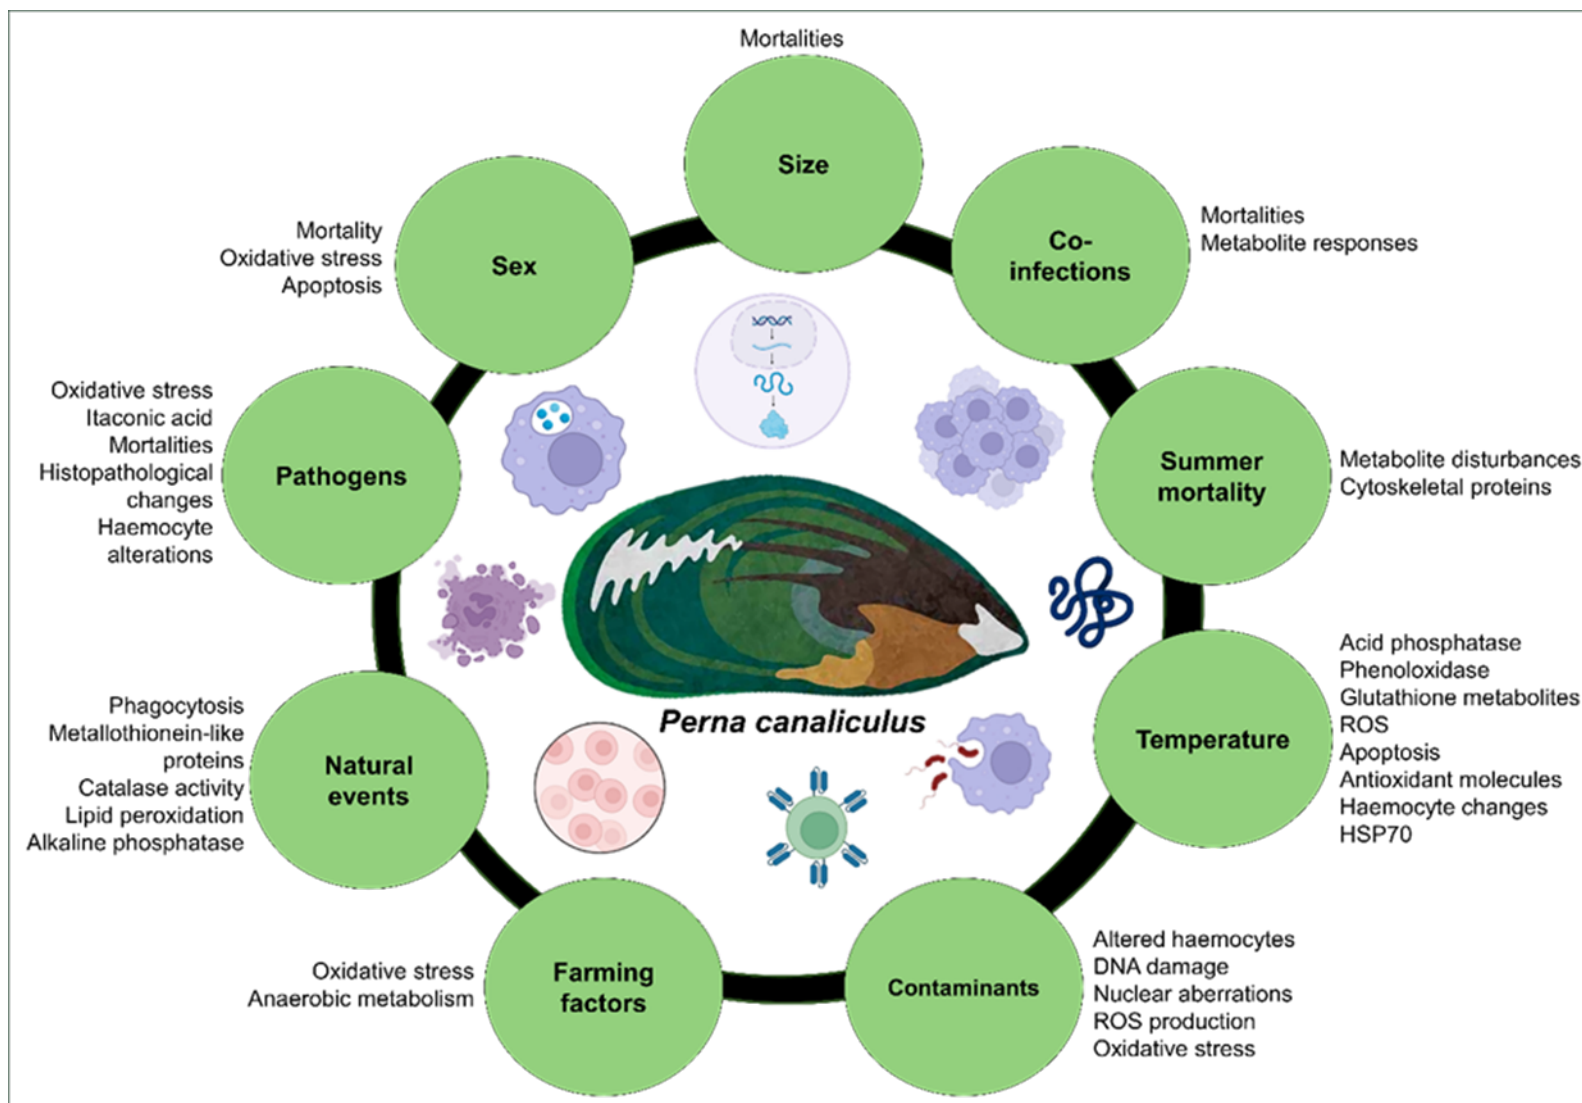 Mortalities
Size
Co-
infections
Mortalities
Metabolite responses
Summer
mortality
Metabolite disturbances
Cytoskeletal proteins
Temperature
Acid phosphatase
Phenoloxidase
Glutathione metabolites
ROS
Apoptosis
Antioxidant molecules
Haemocyte changes
HSP70
Contaminants
Altered haemocytes
DNA damage
Nuclear aberrations
ROS production
Oxidative stress
Farming
factors
Oxidative stress
Anaerobic metabolism
Natural
events
Phagocytosis
Metallothionein-like
proteins
Catalase activity
Lipid peroxidation
Alkaline phosphatase
Pathogens
Oxidative stress
Itaconic acid
Mortalities
Histopathological
changes
Haemocyte
alterations
Sex
Mortality
Oxidative stress
Apoptosis
Perna canaliculus